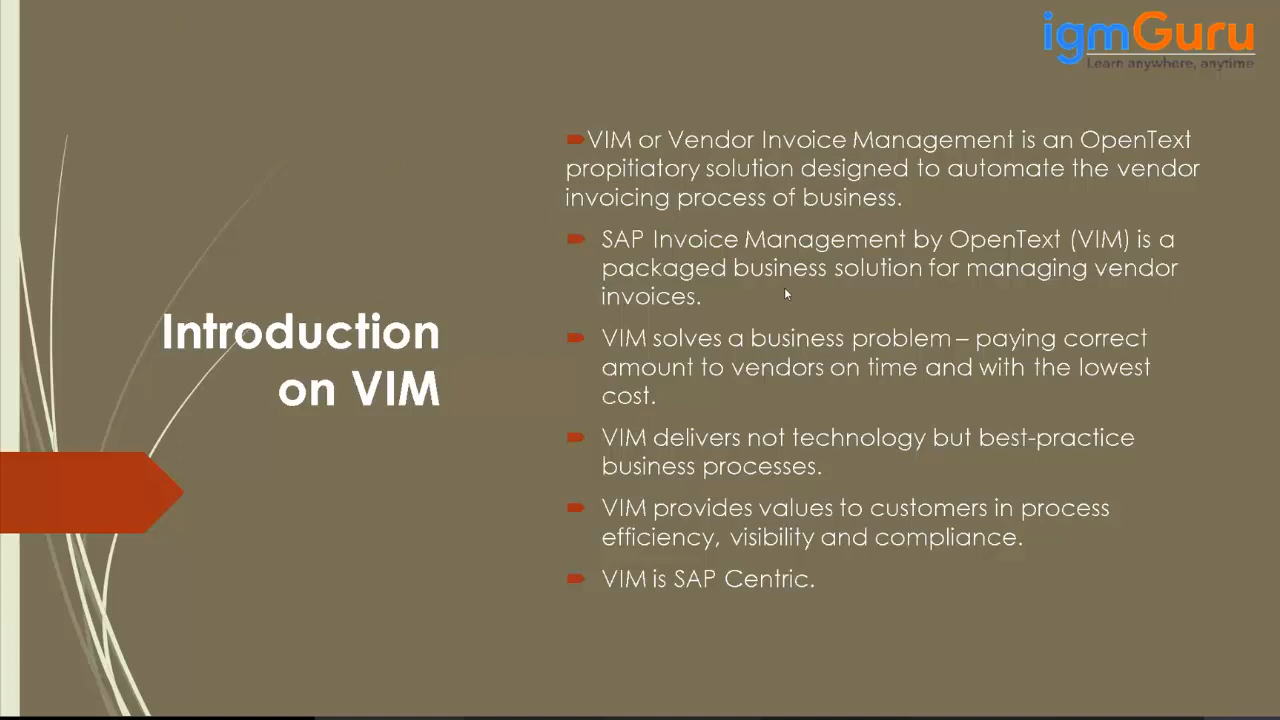 igmGuru
Learn anywhere, anytime
Introduction
on VIM
VIM or Vendor Invoice Management is an OpenText
propitiatory solution designed to automate the vendor
invoicing process of business.
SAP Invoice Management by OpenText (VIM) is a
packaged business solution for managing vendor
invoices.
VIM solves a business problem – paying correct
amount to vendors on time and with the lowest
cost.
VIM delivers not technology but best-practice
business processes.
VIM provides values to customers in process
efficiency, visibility and compliance.
VIM is SAP Centric.